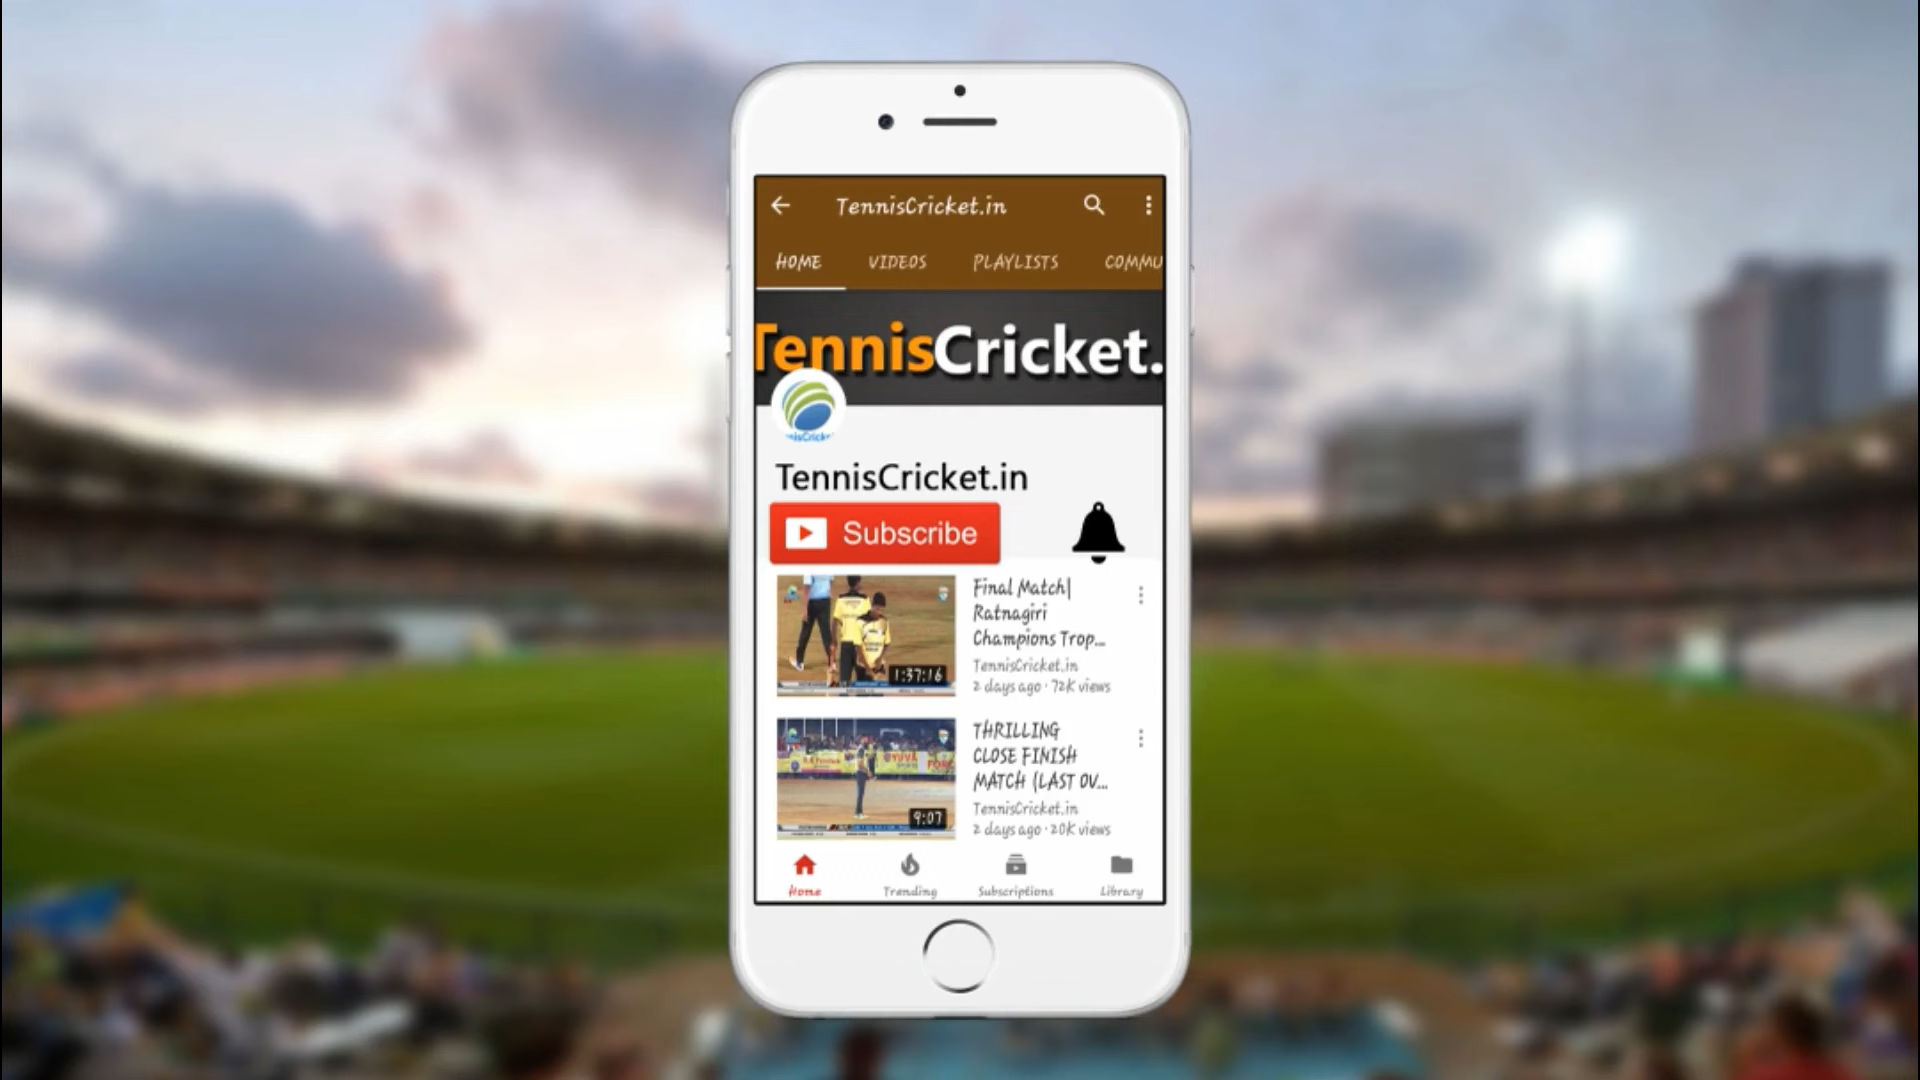 TennisCricket.in
HOME VIDEOS PLAYLISTS COMMU
TennisCricket.
TennisCricket.in
Subscribe
Final Match|
Ratnagiri
Champions Trop...
TennisCricket.in
2 days ago · 72K views
1:37:16
THRILLING
CLOSE FINISH
MATCH (LAST OV...
TennisCricket.in
2 days ago · 20K views
9:07
Home Trending Subscriptions Library